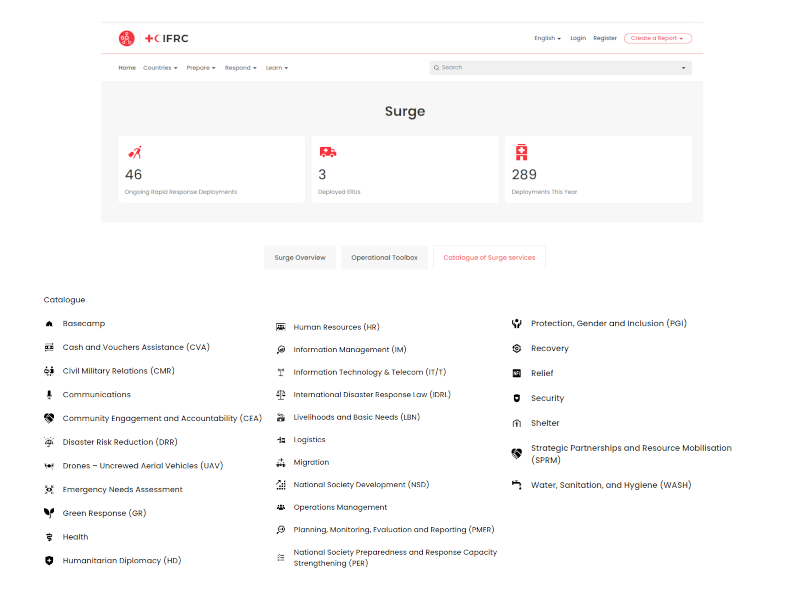 IFRC
English
Login
Register
Create a Report
Home
Countries
Prepare
Respond
Learn
Search
Surge
46
Ongoing Rapid Response Deployments
3
Deployed ERUs
289
Deployments This Year
Surge Overview
Operational Toolbox
Catalogue of Surge services
Catalogue
Basecamp
Cash and Vouchers Assistance (CVA)
Civil Military Relations (CMR)
Communications
Community Engagement and Accountability (CEA)
Disaster Risk Reduction (DRR)
Drones – Uncrewed Aerial Vehicles (UAV)
Emergency Needs Assessment
Green Response (GR)
Health
Humanitarian Diplomacy (HD)
Human Resources (HR)
Information Management (IM)
Information Technology & Telecom (IT/T)
International Disaster Response Law (IDRL)
Livelihoods and Basic Needs (LBN)
Logistics
Migration
National Society Development (NSD)
Operations Management
Planning, Monitoring, Evaluation and Reporting (PMER)
National Society Preparedness and Response Capacity
Strengthening (PER)
Protection, Gender and Inclusion (PGI)
Recovery
Relief
Security
Shelter
Strategic Partnerships and Resource Mobilisation
(SPRM)
Water, Sanitation, and Hygiene (WASH)